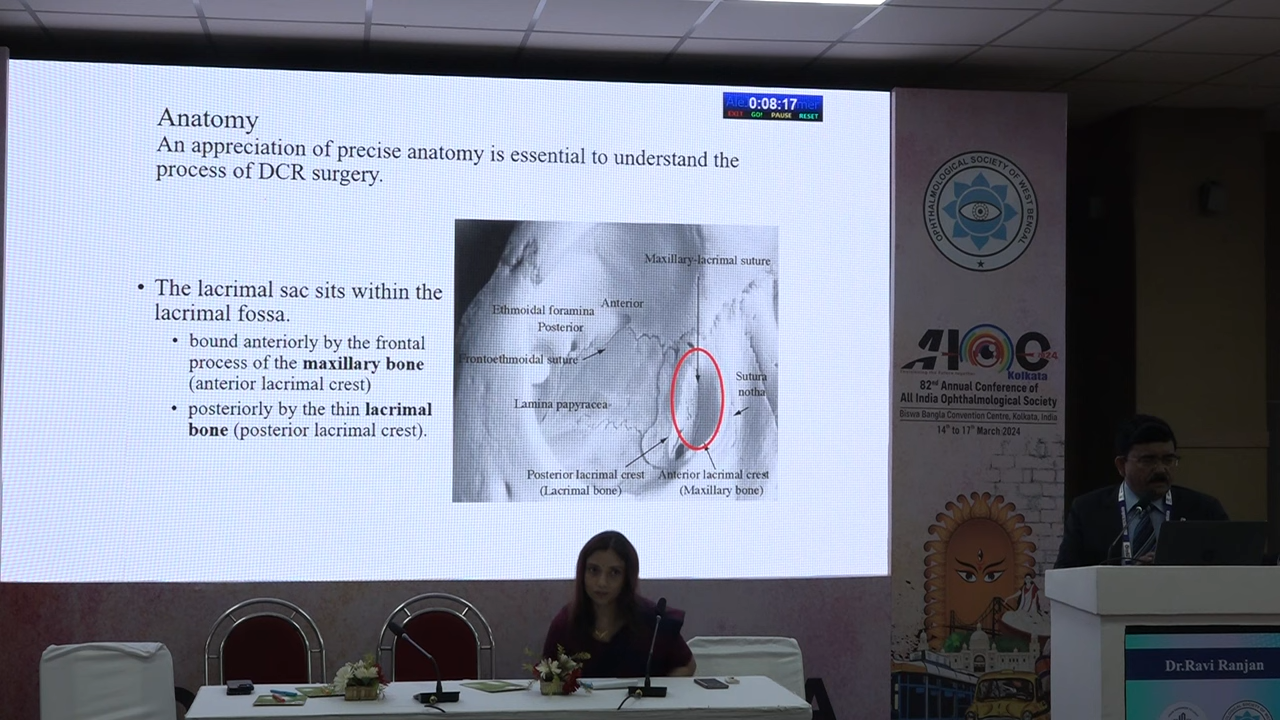 Anatomy
An appreciation of precise anatomy is essential to understand the
process of DCR surgery.
0:08:17
EXIT GO! PAUSE RESET
• The lacrimal sac sits within the
lacrimal fossa.
• bound anteriorly by the frontal
process of the maxillary bone
(anterior lacrimal crest)
• posteriorly by the thin lacrimal
bone (posterior lacrimal crest).
Maxillary-lacrimal suture
Ethmoidal foramina
Anterior
Posterior
Frontoethmoidal suture
Sutura
notha
Lamina papyracea
Posterior lacrimal crest
(Lacrimal bone)
Anterior lacrimal crest
(Maxillary bone)
OPHTHALMOLOGICAL SOCIETY OF WEST BENGAL
AIOC
Kolkata
82nd Annual Conference of
All India Ophthalmological Society
Biswa Bangla Convention Centre, Kolkata, India
14th to 17th March 2024
Dr.Ravi Ranjan